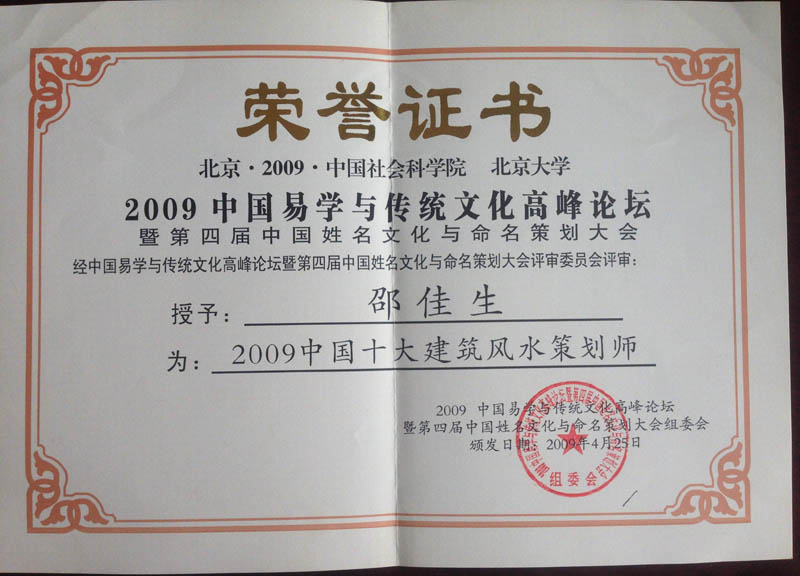 荣誉证书
北京·2009·中国社会科学院 北京大学
2009中国易学与传统文化高峰论坛
暨第四届中国姓名文化与命名策划大会
经中国易学与传统文化高峰论坛暨第四届中国姓名文化与命名策划大会评审委员会评审：
授予：邵佳生
为：2009中国十大建筑风水策划师
2009 中国易学与传统文化高峰论坛
暨第四届中国姓名文化与命名策划大会组委会
颁发日期：2009年4月25日
组委会